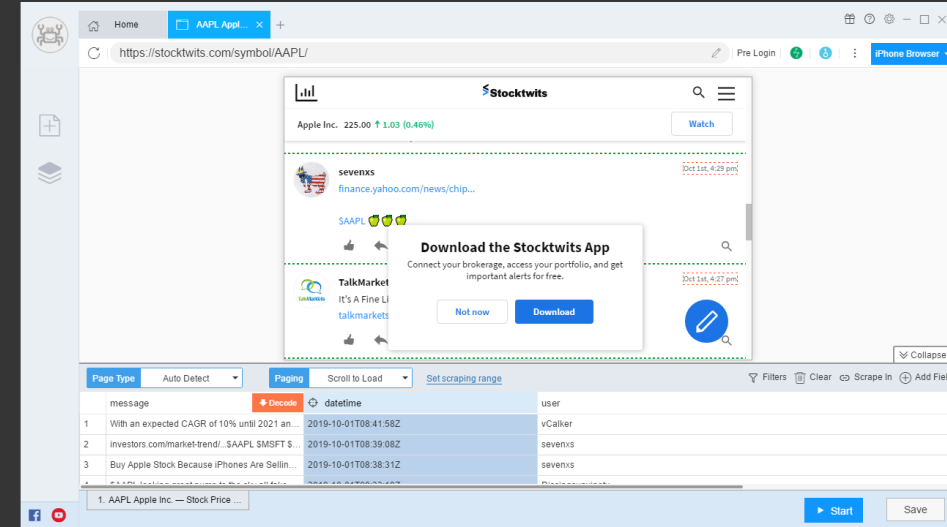 Home
AAPL Appl...
https://stocktwits.com/symbol/AAPL/
Pre Login
iPhone Browser
Stocktwits
Apple Inc. 225.00 ↑ 1.03 (0.46%)
Watch
sevenxs
Oct 1st, 4:29 pm
finance.yahoo.com/news/chip...
$AAPL
Download the Stocktwits App
Connect your brokerage, access your portfolio, and get
important alerts for free.
Not now
Download
TalkMarket
Oct 1st, 4:27 pm
TalkMarkets
It's A Fine Li
talkmarkets
Collapse
Page Type
Auto Detect
Paging
Scroll to Load
Set scraping range
Filters
Clear
Scrape In
Add Fiel
message
Decode
datetime
user
1 With an expected CAGR of 10% until 2021 an... 2019-10-01T08:41:58Z vCalker
2 investors.com/market-trend/...$AAPL $MSFT $... 2019-10-01T08:39:08Z sevenxs
3 Buy Apple Stock Because iPhones Are Sellin... 2019-10-01T08:38:31Z sevenxs
1. AAPL Apple Inc. — Stock Price ...
Start
Save